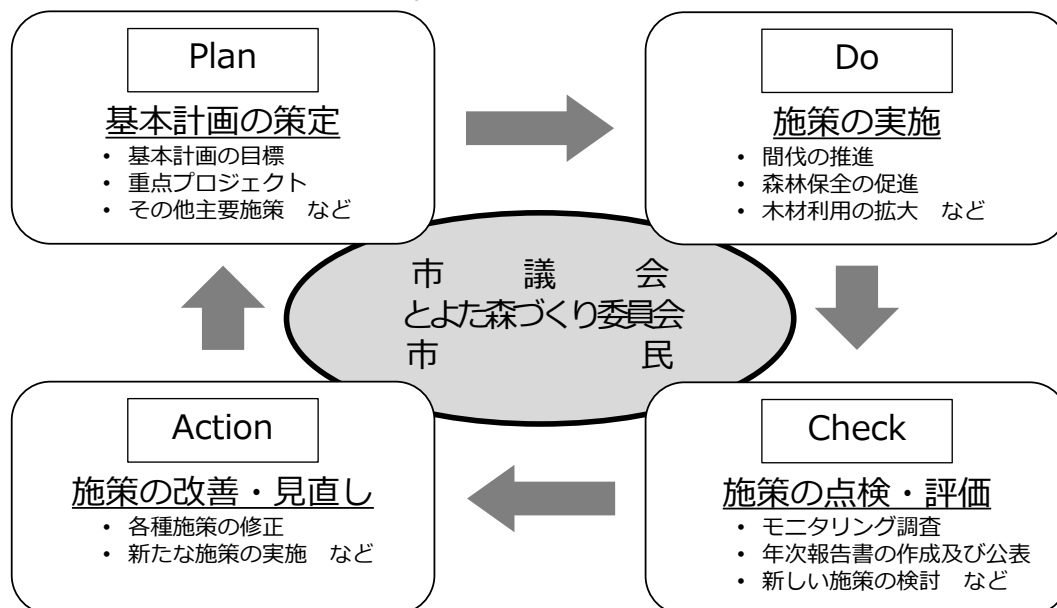 Plan
基本計画の策定
• 基本計画の目標
• 重点プロジェクト
• その他主要施策　など
Do
施策の実施
• 間伐の推進
• 森林保全の促進
• 木材利用の拡大　など
市　議　会
とよた森づくり委員会
市　民
Action
施策の改善・見直し
• 各種施策の修正
• 新たな施策の実施　など
Check
施策の点検・評価
• モニタリング調査
• 年次報告書の作成及び公表
• 新しい施策の検討　など